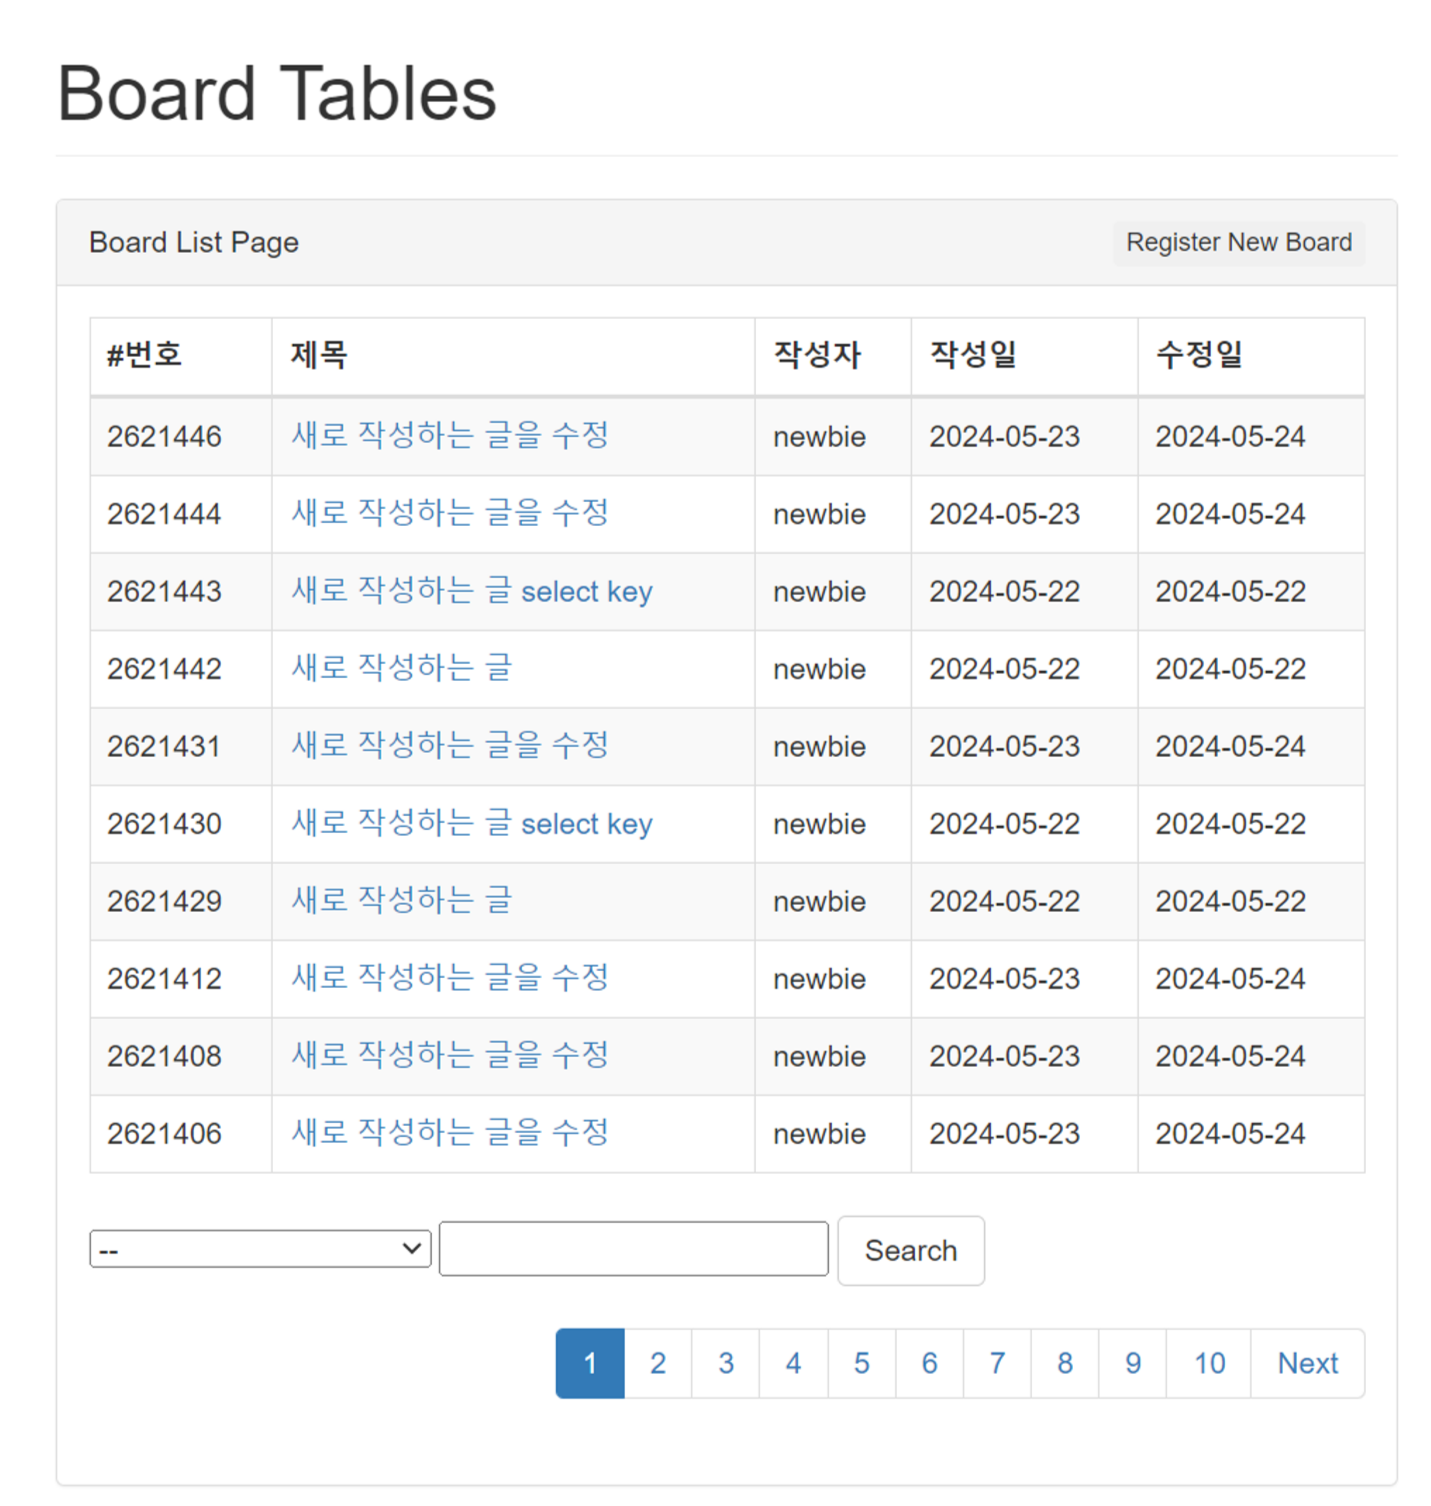 Board Tables
Board List Page Register New Board
#번호 제목 작성자 작성일 수정일
2621446 새로 작성하는 글을 수정 newbie 2024-05-23 2024-05-24
2621444 새로 작성하는 글을 수정 newbie 2024-05-23 2024-05-24
2621443 새로 작성하는 글 select key newbie 2024-05-22 2024-05-22
2621442 새로 작성하는 글 newbie 2024-05-22 2024-05-22
2621431 새로 작성하는 글을 수정 newbie 2024-05-23 2024-05-24
2621430 새로 작성하는 글 select key newbie 2024-05-22 2024-05-22
2621429 새로 작성하는 글 newbie 2024-05-22 2024-05-22
2621412 새로 작성하는 글을 수정 newbie 2024-05-23 2024-05-24
2621408 새로 작성하는 글을 수정 newbie 2024-05-23 2024-05-24
2621406 새로 작성하는 글을 수정 newbie 2024-05-23 2024-05-24
-- Search
1 2 3 4 5 6 7 8 9 10 Next